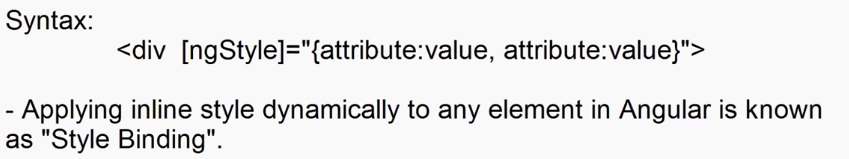 Syntax:
<div [ngStyle]="{attribute:value, attribute:value}">
- Applying inline style dynamically to any element in Angular is known
as "Style Binding".